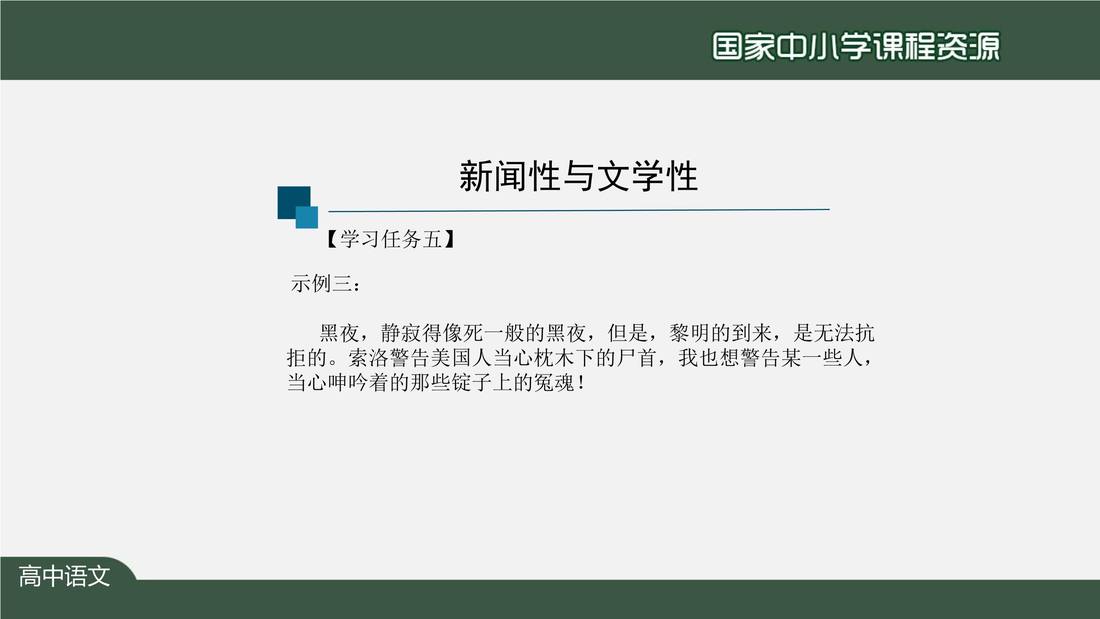 国家中小学课程资源
新闻性与文学性
【学习任务五】
示例三：
黑夜，静寂得像死一般的黑夜，但是，黎明的到来，是无法抗
拒的。索洛警告美国人当心枕木下的尸首，我也想警告某一些人，
当心呻吟着的那些锭子上的冤魂！
高中语文